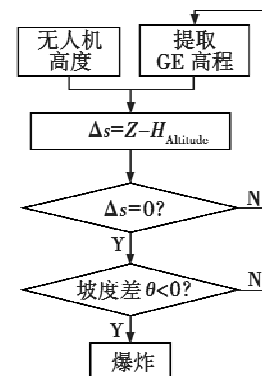 无人机
高度
提取
GE 高程
Δs=Z−H_Altitude
Δs=0?
N
Y
坡度差 θ<0?
N
Y
爆炸